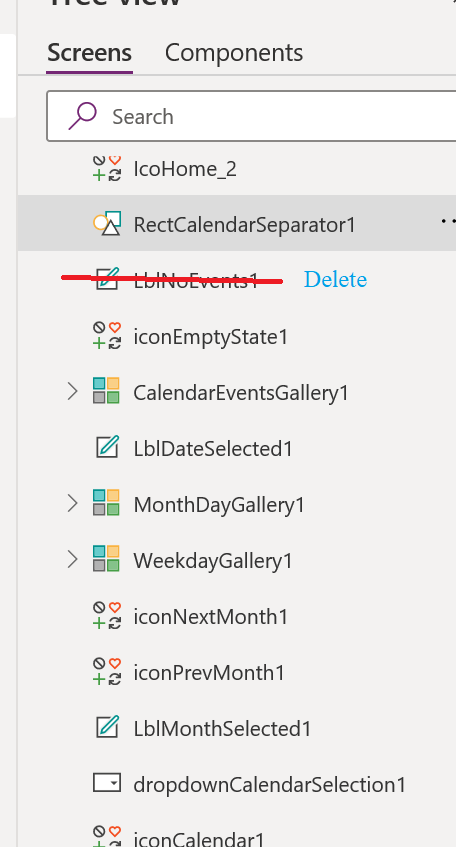 Tree view
Screens Components
Search
IcoHome_2
RectCalendarSeparator1 ..
LblNoEvents1 Delete
iconEmptyState1
CalendarEventsGallery1
LblDateSelected1
MonthDayGallery1
WeekdayGallery1
iconNextMonth1
iconPrevMonth1
LblMonthSelected1
dropdownCalendarSelection1
iconCalendar1